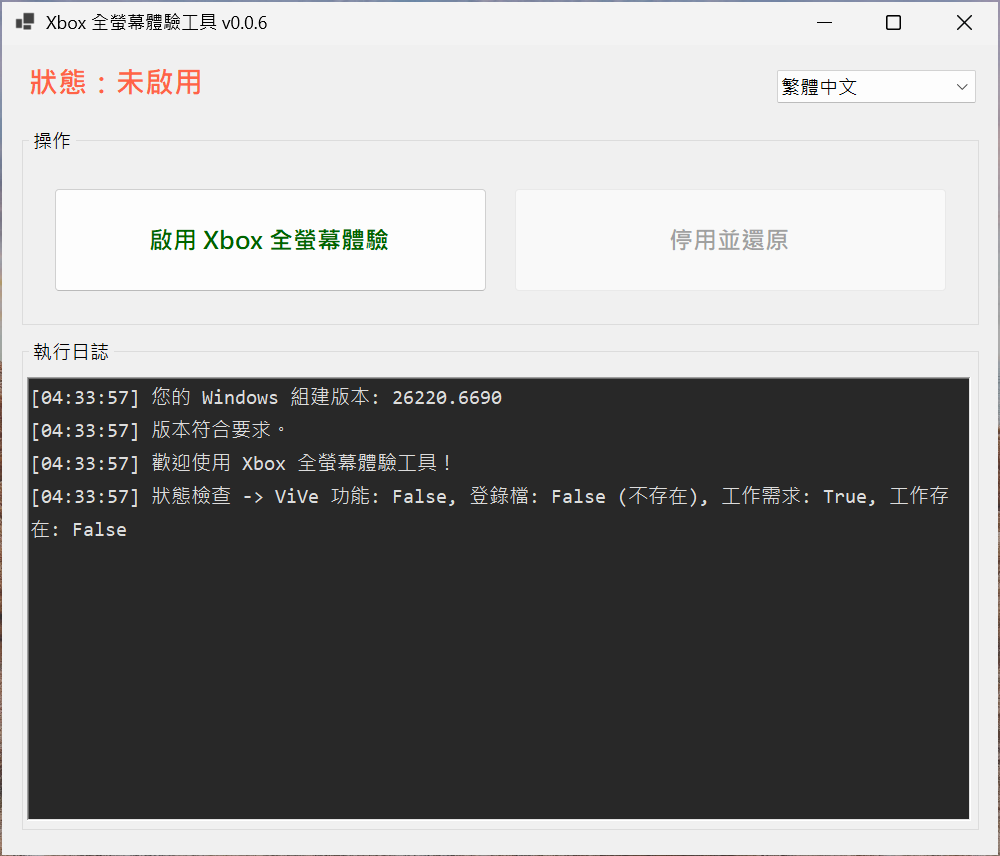 Xbox 全螢幕體驗工具 v0.0.6
狀態：未啟用
繁體中文
操作
啟用 Xbox 全螢幕體驗
停用並還原
執行日誌
[04:33:57] 您的 Windows 組建版本: 26220.6690
[04:33:57] 版本符合要求。
[04:33:57] 歡迎使用 Xbox 全螢幕體驗工具！
[04:33:57] 狀態檢查 -> ViVe 功能: False, 登錄檔: False (不存在), 工作需求: True, 工作存
在: False